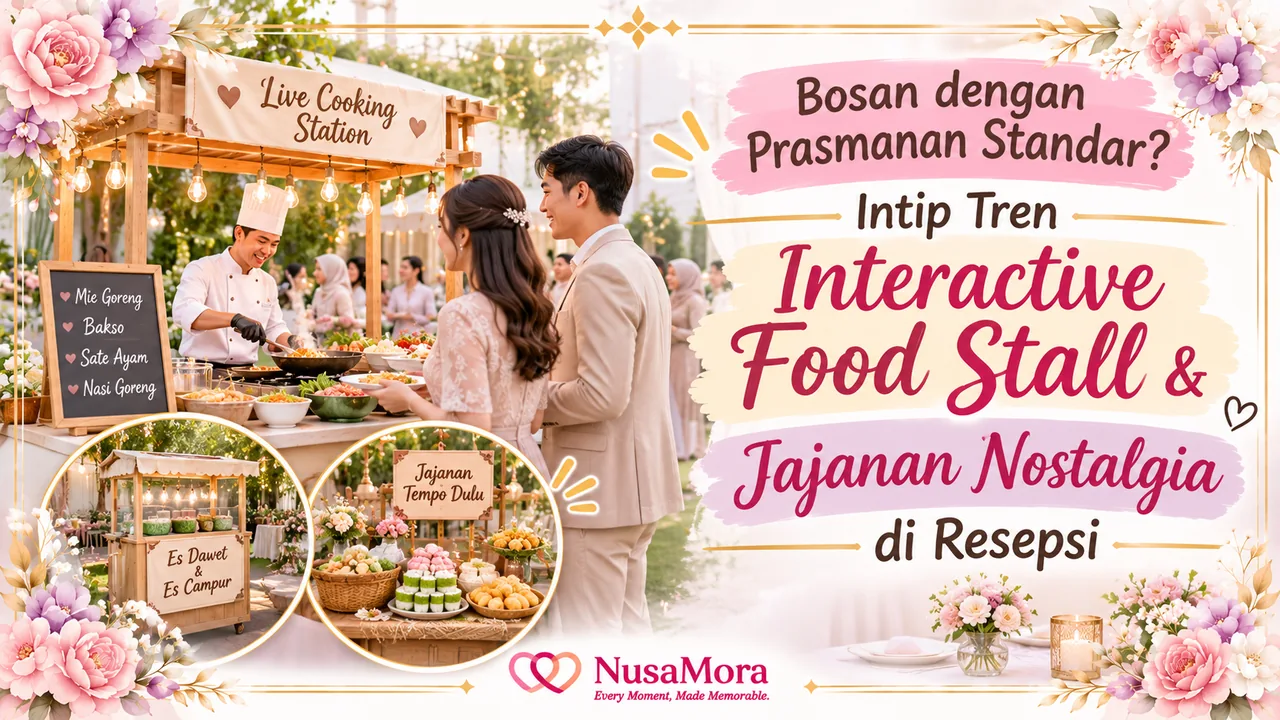 Live Cooking
Station
Mie Goreng
Bakso
Sate Ayam
Nasi Goreng
Es Dawet
&
Es Campur
Jajanan
Tempo Dulu
Bosan dengan
Prasmanan Standar?
Intip Tren
Interactive
Food Stall &
Jajanan Nostalgia
di Resepsi
NusaMora
Every Moment, Made Memorable.